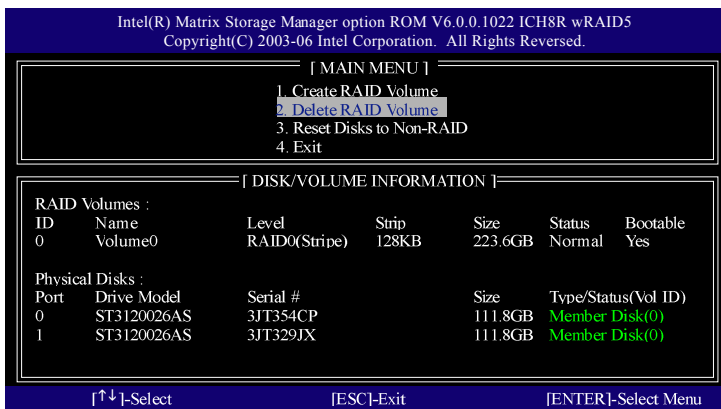 Intel(R) Matrix Storage Manager option ROM V6.0.0.1022 ICH8R wRAID5
Copyright(C) 2003-06 Intel Corporation. All Rights Reversed.
[ MAIN MENU ]
1. Create RAID Volume
2. Delete RAID Volume
3. Reset Disks to Non-RAID
4. Exit
[ DISK/VOLUME INFORMATION ]
RAID Volumes :
ID Name Level Strip Size Status Bootable
0 Volume0 RAID0(Stripe) 128KB 223.6GB Normal Yes
Physical Disks :
Port Drive Model Serial # Size Type/Status(Vol ID)
0 ST3120026AS 3JT354CP 111.8GB Member Disk(0)
1 ST3120026AS 3JT329JX 111.8GB Member Disk(0)
[↑↓]-Select [ESC]-Exit [ENTER]-Select Menu